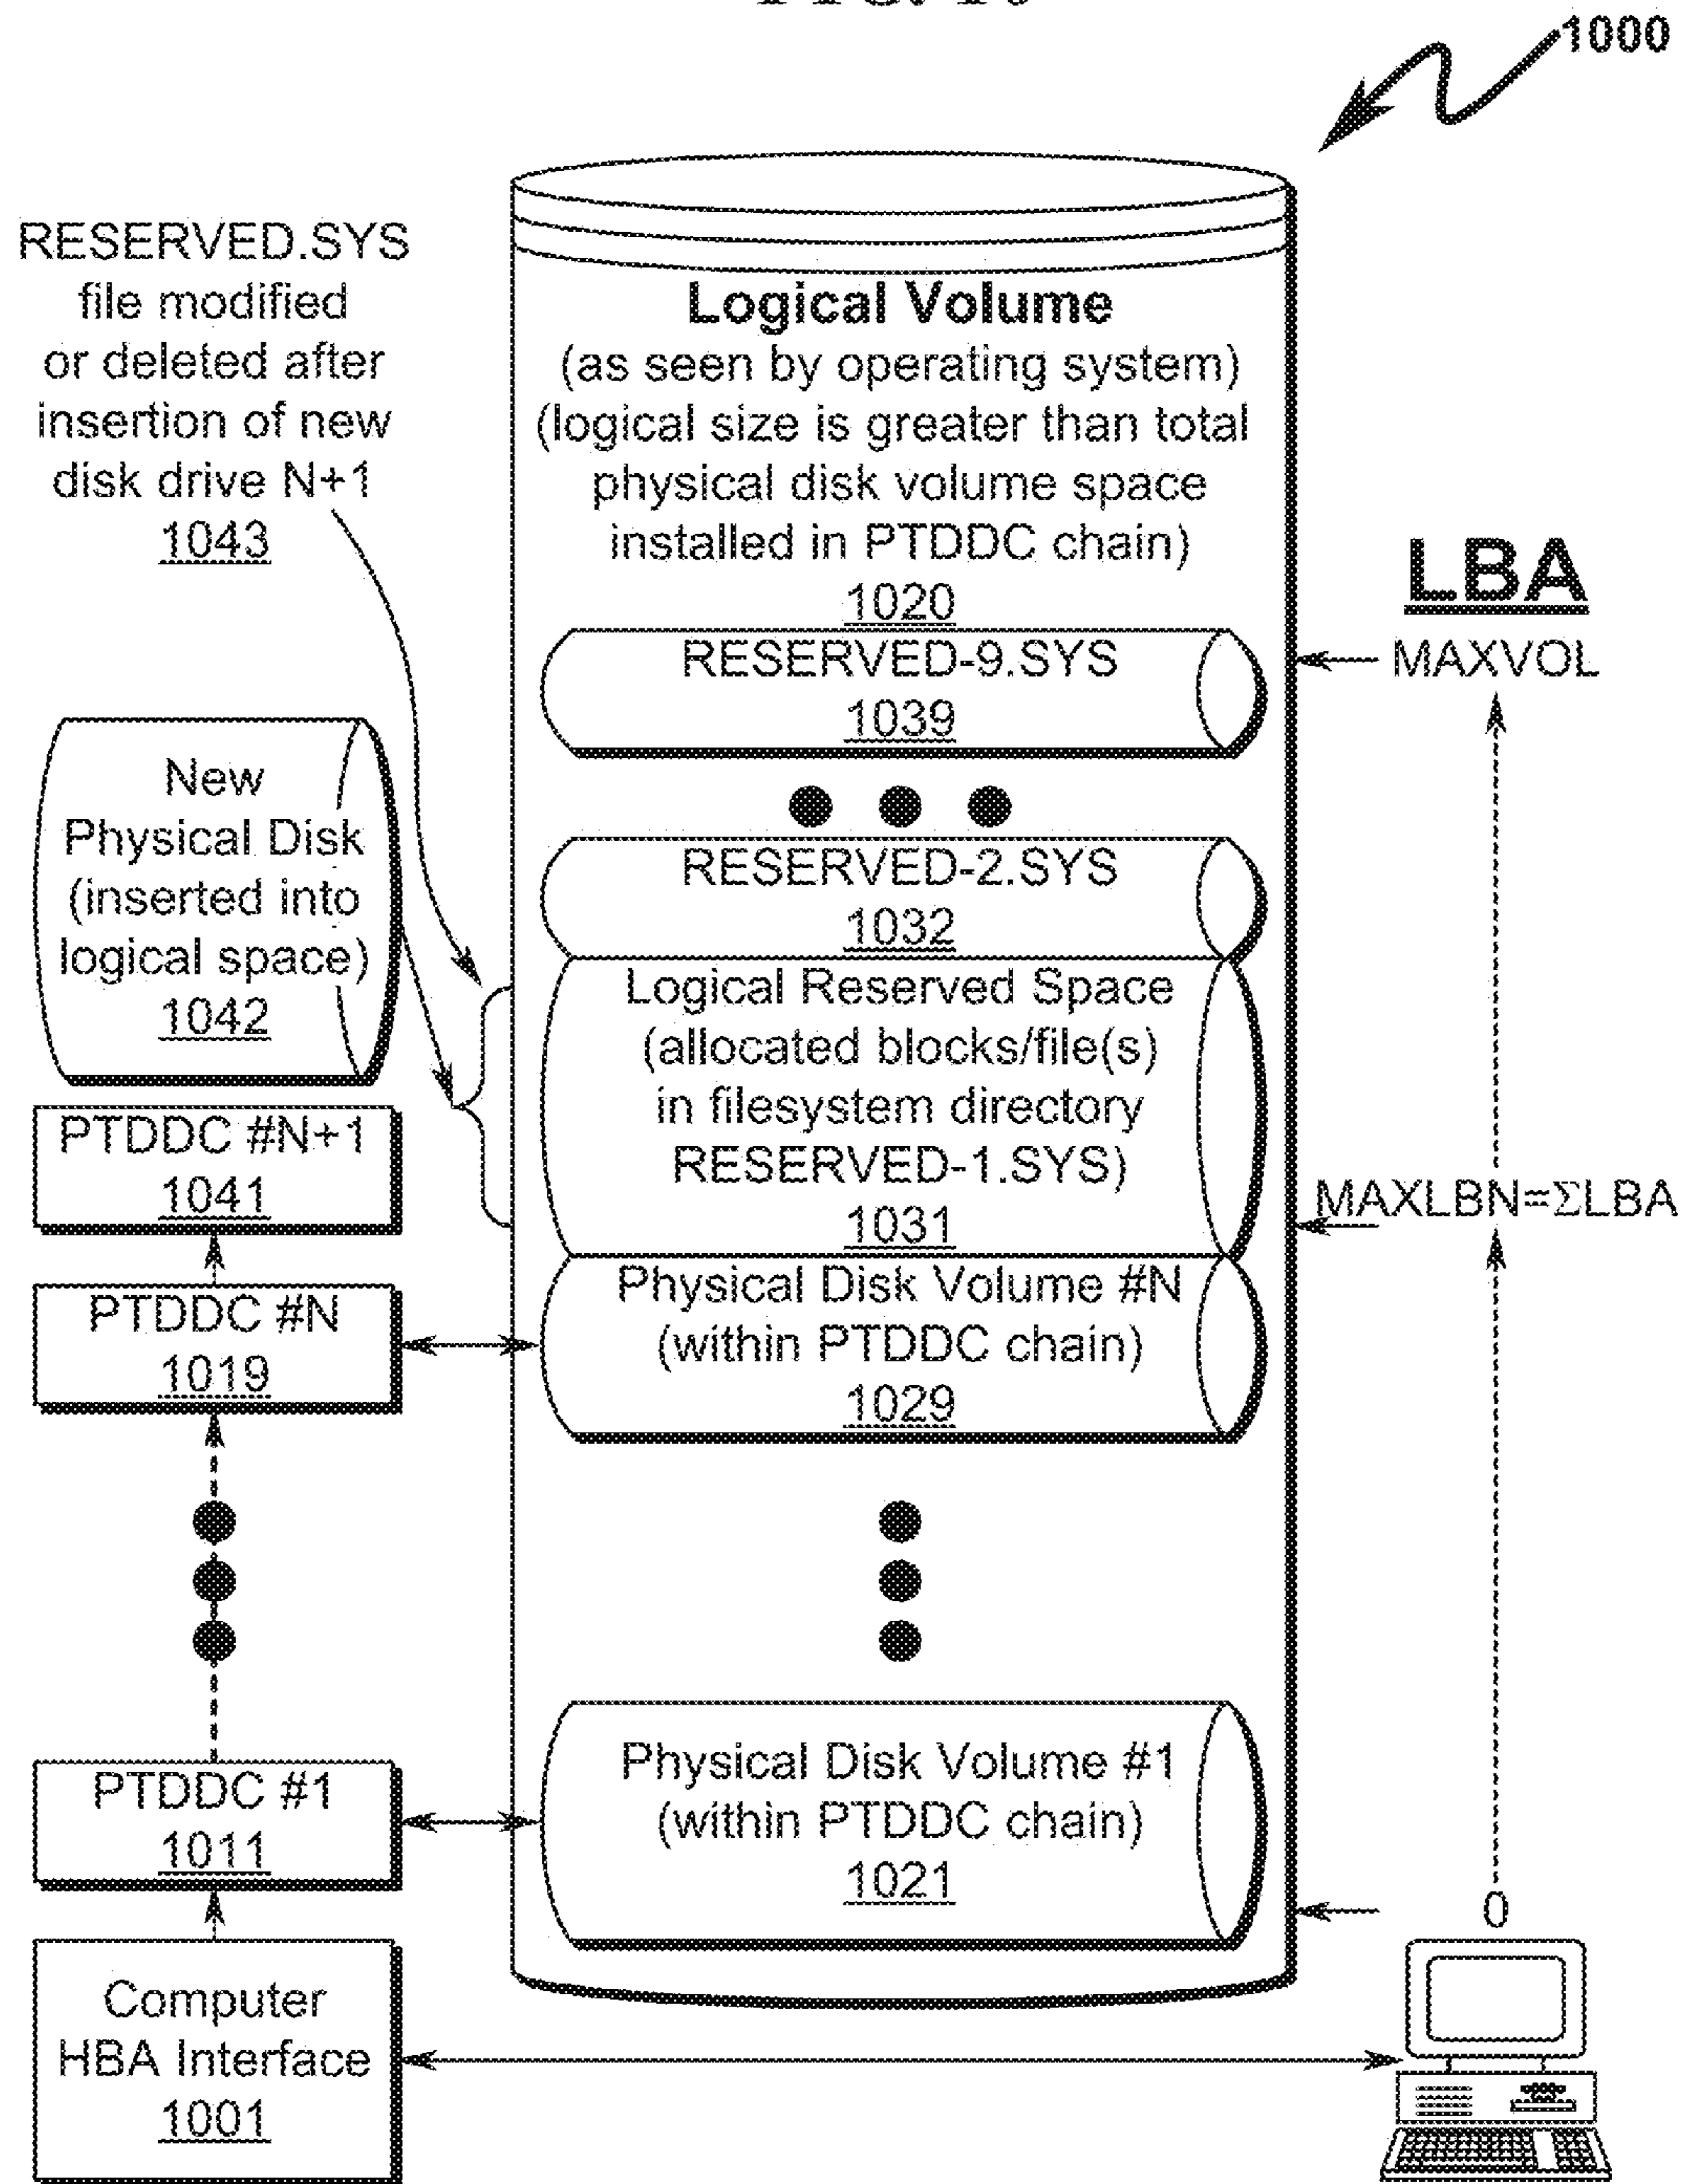 1000
RESERVED.SYS
file modified
or deleted after
insertion of new
disk drive N+1
1043
Logical Volume
(as seen by operating system)
(logical size is greater than total
physical disk volume space
installed in PTDDC chain)
1020
LBA
RESERVED-9.SYS
1039
MAXVOL
New
Physical Disk
(inserted into
logical space)
1042
RESERVED-2.SYS
1032
Logical Reserved Space
(allocated blocks/file(s)
in filesystem directory
RESERVED-1.SYS)
1031
PTDDC #N+1
1041
MAXLBN=ΣLBA
PTDDC #N
1019
Physical Disk Volume #N
(within PTDDC chain)
1029
PTDDC #1
1011
Physical Disk Volume #1
(within PTDDC chain)
1021
0
Computer
HBA Interface
1001